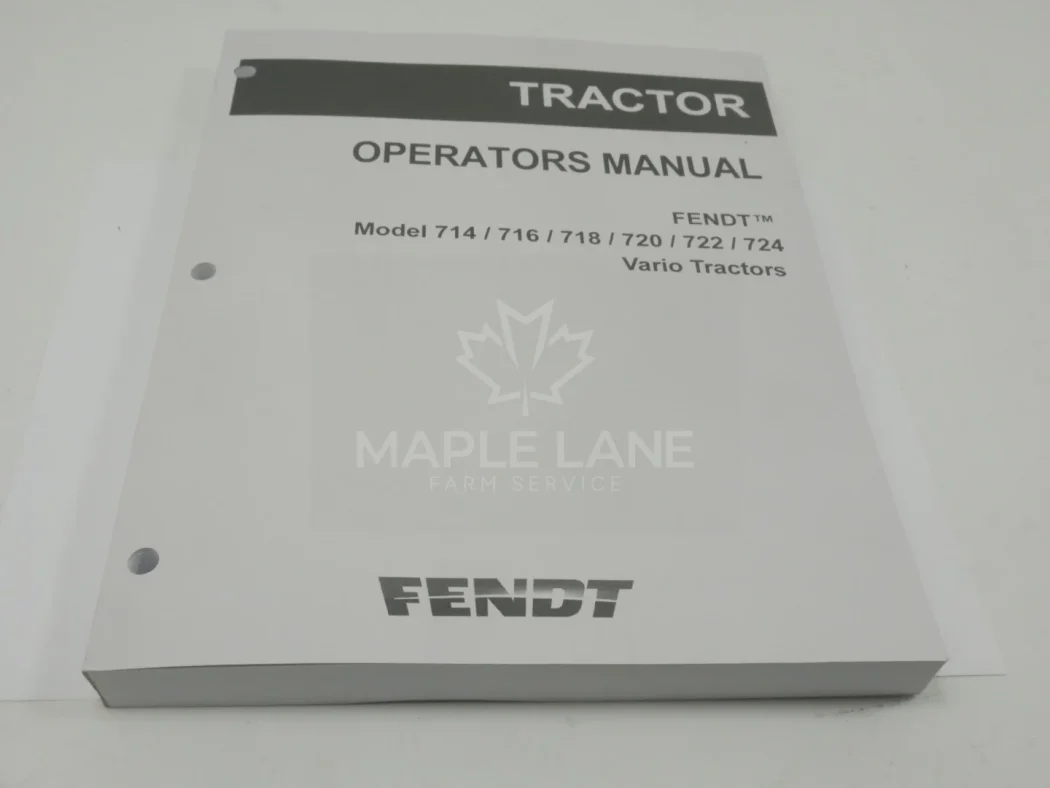 TRACTOR
OPERATORS MANUAL
FENDT™
Model 714 / 716 / 718 / 720 / 722 / 724
Vario Tractors
MAPLE LANE
FARM SERVICE
FENDT